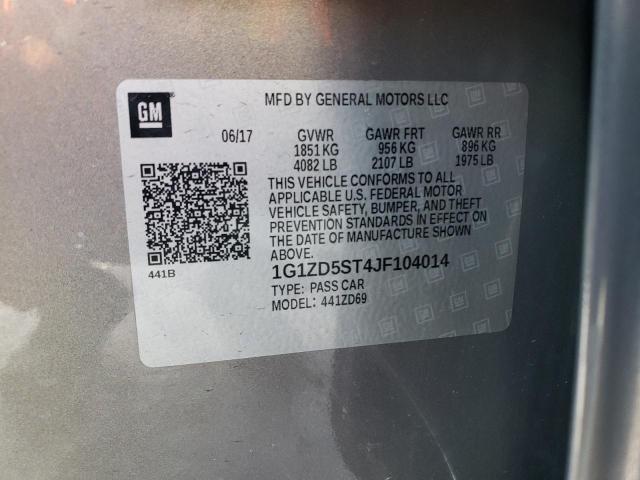 GM
MFD BY GENERAL MOTORS LLC
06/17 GVWR GAWR FRT GAWR RR
1851 KG 956 KG 896 KG
4082 LB 2107 LB 1975 LB
THIS VEHICLE CONFORMS TO ALL
APPLICABLE U.S. FEDERAL MOTOR
VEHICLE SAFETY, BUMPER, AND THEFT
PREVENTION STANDARDS IN EFFECT ON
THE DATE OF MANUFACTURE SHOWN
ABOVE.
441B
1G1ZD5ST4JF104014
TYPE: PASS CAR
MODEL: 441ZD69